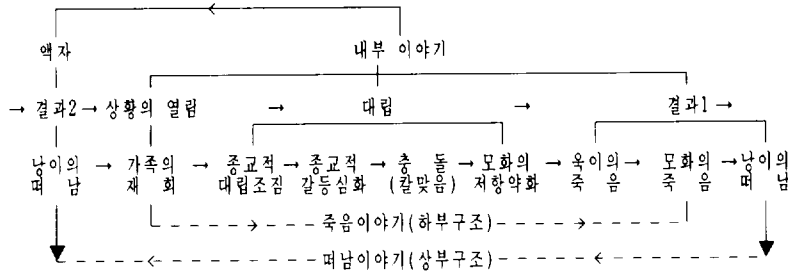 액자 내부 이야기
→ 결과2 → 상황의 열림 → 대립 → 결과1 →
낭이의 → 가족의 → 종교적 → 종교적 → 충 돌 → 모화의 → 욱이의 → 모화의 → 낭이의
떠 남 재 회 대립조짐 갈등심화 (칼맞음) 저항약화 죽 음 죽 음 떠 남
죽음이야기(하부구조)
떠남이야기(상부구조)